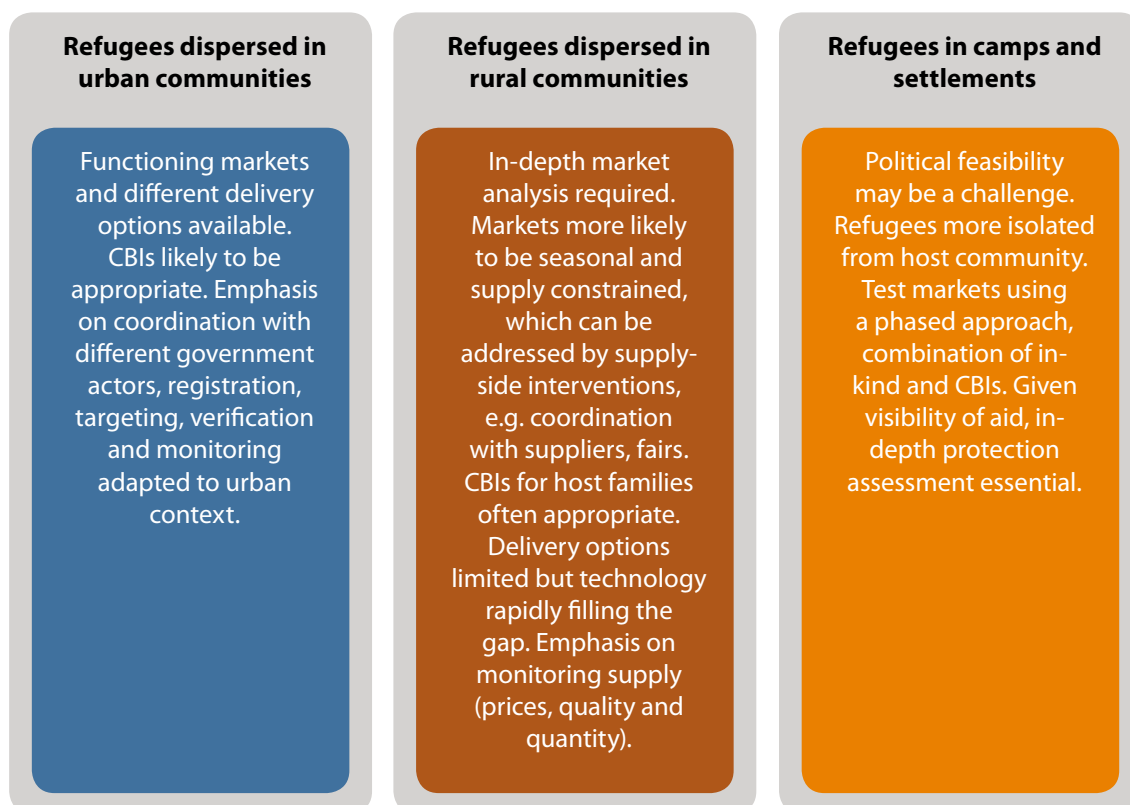 Refugees dispersed in
urban communities
Functioning markets
and different delivery
options available.
CBIs likely to be
appropriate. Emphasis
on coordination with
different government
actors, registration,
targeting, verification
and monitoring
adapted to urban
context.
Refugees dispersed in
rural communities
In-depth market
analysis required.
Markets more likely
to be seasonal and
supply constrained,
which can be
addressed by supply-
side interventions,
e.g. coordination
with suppliers, fairs.
CBIs for host families
often appropriate.
Delivery options
limited but technology
rapidly filling the
gap. Emphasis on
monitoring supply
(prices, quality and
quantity).
Refugees in camps and
settlements
Political feasibility
may be a challenge.
Refugees more isolated
from host community.
Test markets using
a phased approach,
combination of in-
kind and CBIs. Given
visibility of aid, in-
depth protection
assessment essential.